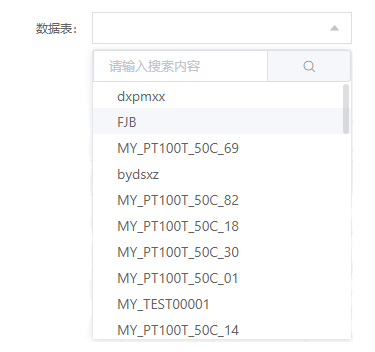 数据表：
请输入搜索内容
dxpmxx
FJB
MY_PT100T_50C_69
bydsxz
MY_PT100T_50C_82
MY_PT100T_50C_18
MY_PT100T_50C_30
MY_PT100T_50C_01
MY_TEST00001
MY_PT100T_50C_14